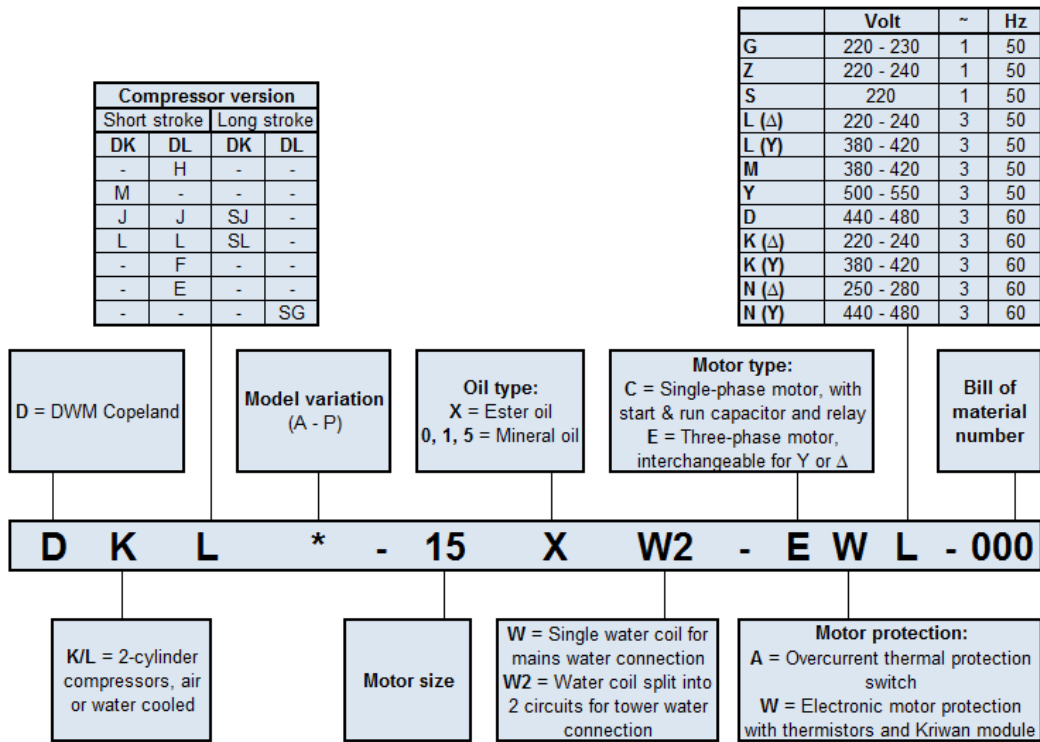 Volt ~ Hz
G 220 - 230 1 50
Z 220 - 240 1 50
S 220 1 50
L (Δ) 220 - 240 3 50
L (Y) 380 - 420 3 50
M 380 - 420 3 50
Y 500 - 550 3 50
D 440 - 480 3 60
K (Δ) 220 - 240 3 60
K (Y) 380 - 420 3 60
N (Δ) 250 - 280 3 60
N (Y) 440 - 480 3 60
Compressor version
Short stroke Long stroke
DK DL DK DL
- H - -
M - - -
J J SJ -
L L SL -
- F - -
- E - -
- - - SG
D = DWM Copeland
Model variation
(A - P)
Oil type:
X = Ester oil
0, 1, 5 = Mineral oil
Motor type:
C = Single-phase motor, with
start & run capacitor and relay
E = Three-phase motor,
interchangeable for Y or Δ
Bill of
material
number
D K L * - 15 X W2 - E W L - 000
K/L = 2-cylinder
compressors, air
or water cooled
Motor size
W = Single water coil for
mains water connection
W2 = Water coil split into
2 circuits for tower water
connection
Motor protection:
A = Overcurrent thermal protection
switch
W = Electronic motor protection
with thermistors and Kriwan module